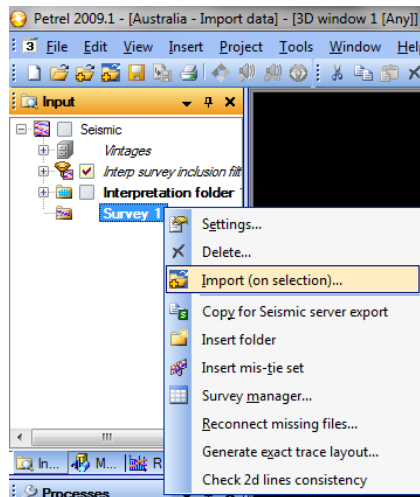 Petrel 2009.1 - [Australia - Import data] - [3D window 1 [Any]]
3 File Edit View Insert Project Tools Window Hel
Input
Seismic
Vintages
Interp survey inclusion filt
Interpretation folder 1
Survey 1
Settings...
Delete...
Import (on selection)...
Copy for Seismic server export
Insert folder
Insert mis-tie set
Survey manager...
Reconnect missing files...
Generate exact trace layout...
Check 2d lines consistency
In... M... R
Processes